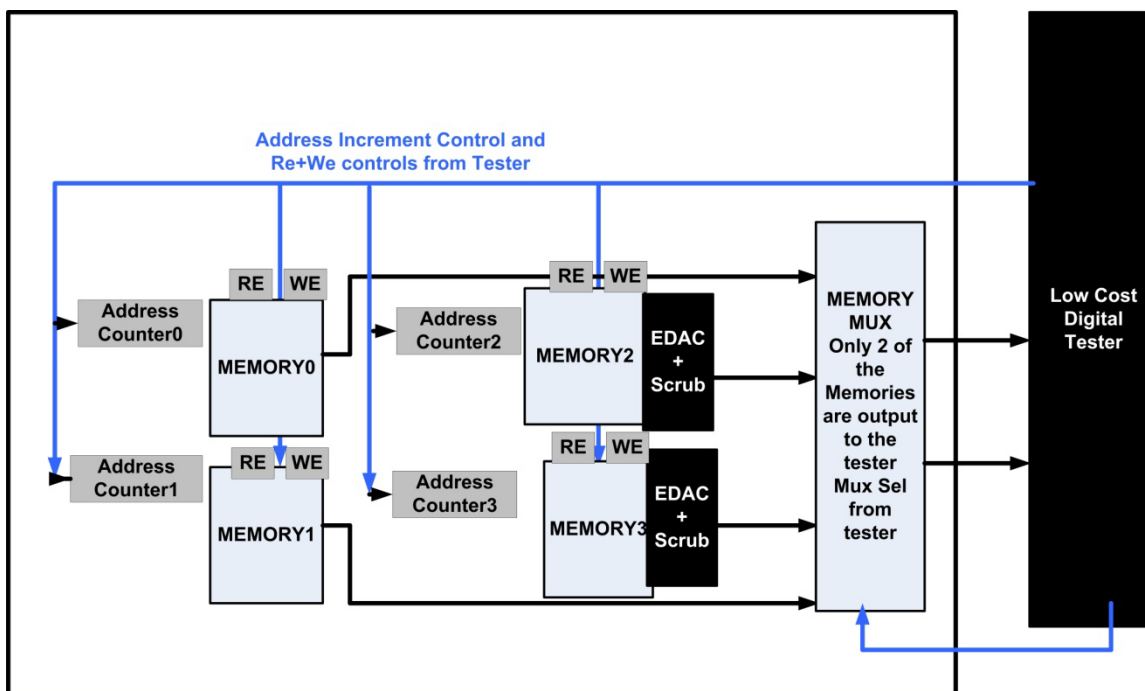 Address Increment Control and
Re+We controls from Tester
RE
WE
Address
Counter0
MEMORY0
RE
WE
Address
Counter1
MEMORY1
RE
WE
Address
Counter2
MEMORY2
EDAC
+
Scrub
RE
WE
Address
Counter3
MEMORY3
EDAC
+
Scrub
MEMORY
MUX
Only 2 of
the
Memories
are output
to the
tester
Mux Sel
from
tester
Low Cost
Digital
Tester